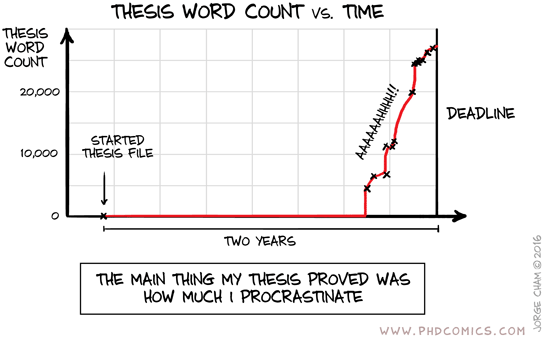 THESIS WORD COUNT VS. TIME
THESIS
WORD
COUNT
20,000
10,000
0
STARTED
THESIS FILE
AAAAAAHHHH!!
DEADLINE
TWO YEARS
THE MAIN THING MY THESIS PROVED WAS
HOW MUCH I PROCRASTINATE
JORGE CHAM © 2016
WWW.PHDCOMICS.COM